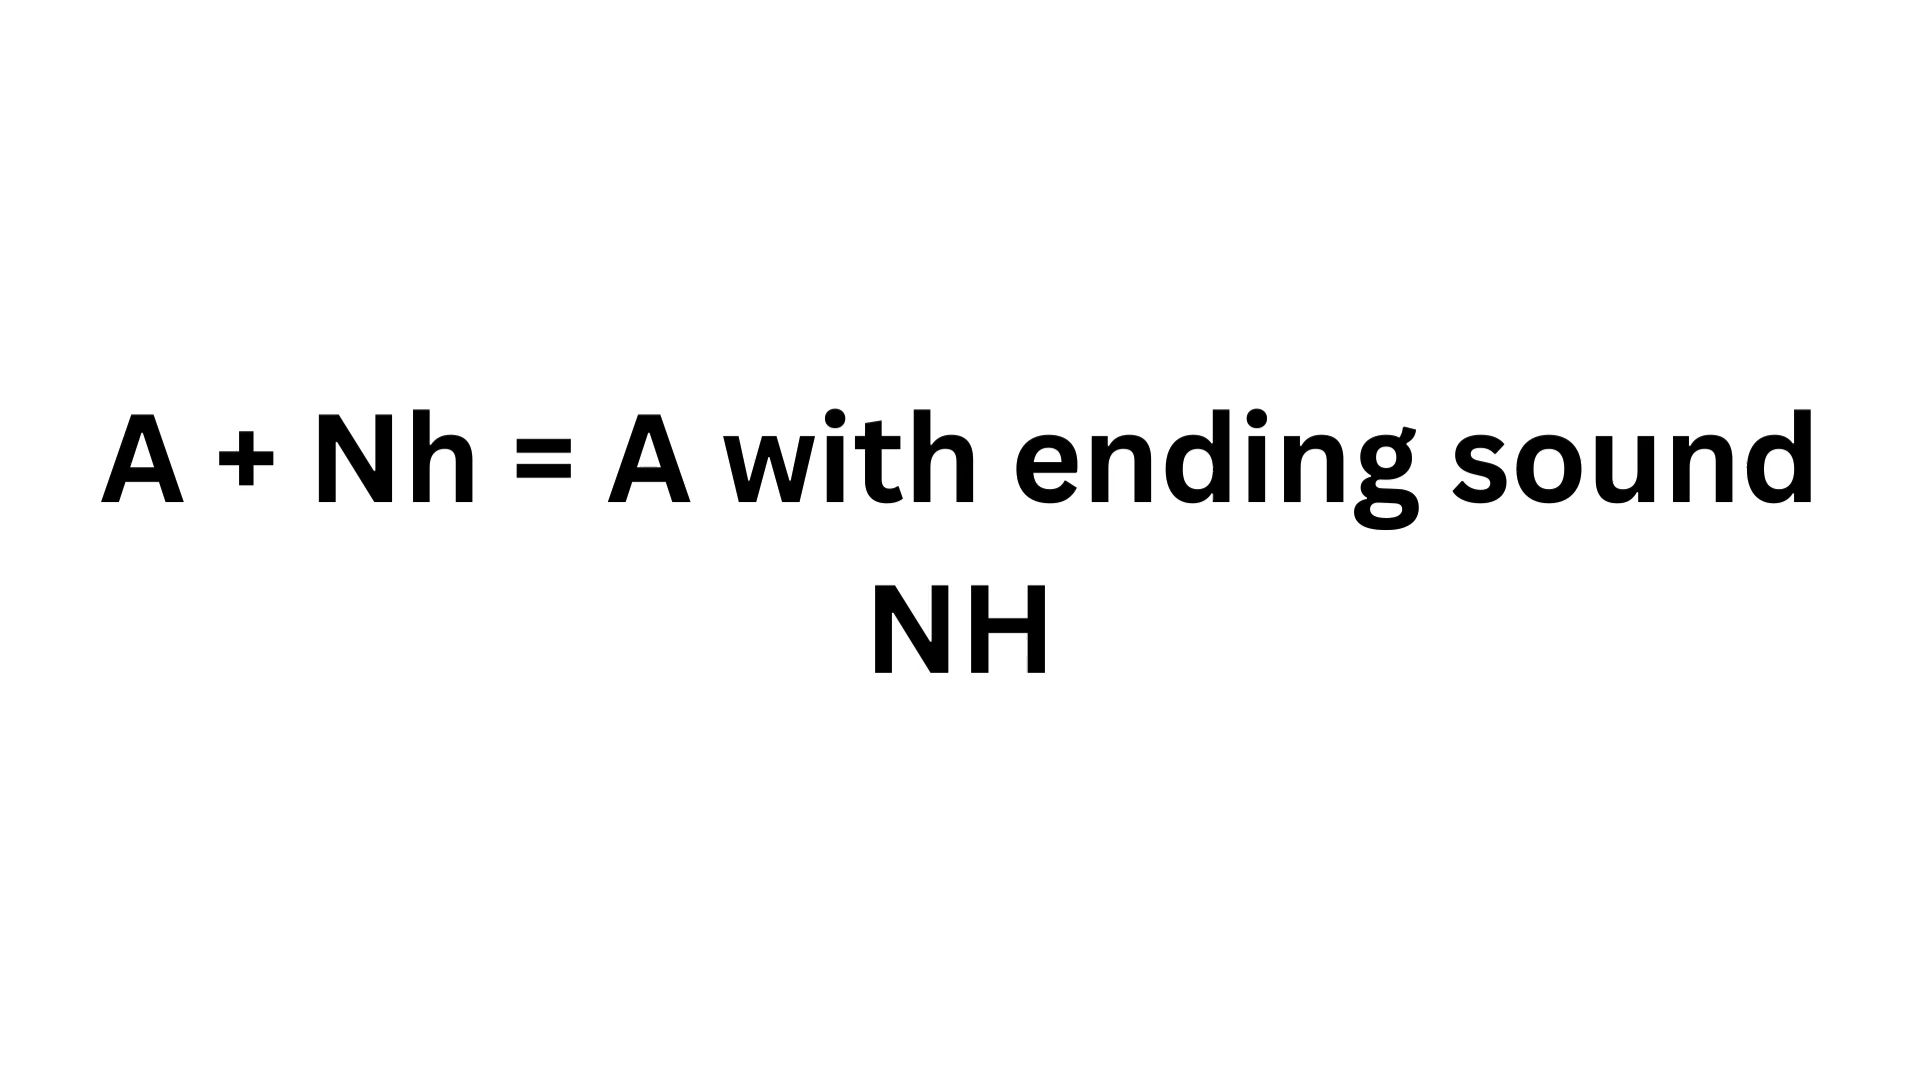 A + Nh = A with ending sound
NH